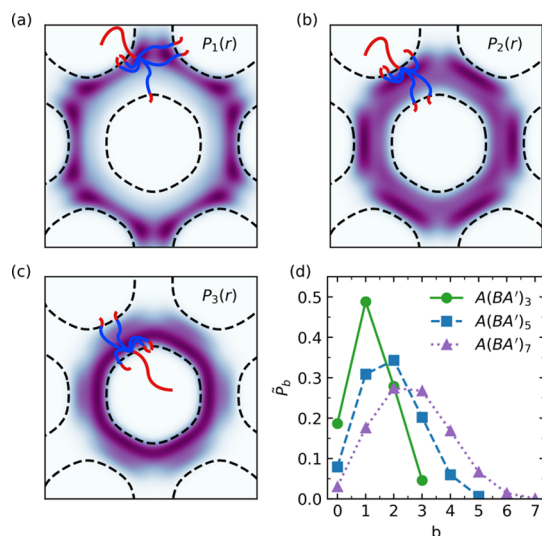 (a)
P₁(r)
(b)
P₂(r)
(c)
P₃(r)
(d)
0.5
0.4
0.3
0.2
0.1
0.0
P̃_b
A(BA′)₃
A(BA′)₅
A(BA′)₇
0 1 2 3 4 5 6 7
b